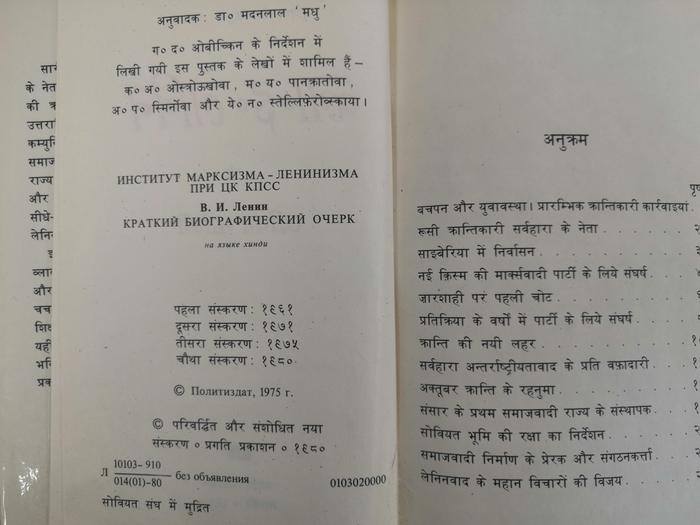 अनुवादक: डा० मदनलाल 'मधु'
ग० द० ओबीच्किन के निर्देशन में
लिखी गयी इस पुस्तक के लेखों में शामिल हैं –
क० अ० ओस्त्रोऊखोवा, म० य० पानक्रातोवा,
अ० प० स्मिर्नोवा और ये० न० स्तेल्लिफ़ेरोव्स्काया।
ИНСТИТУТ МАРКСИЗМА – ЛЕНИНИЗМА
ПРИ ЦК КПСС
В. И. Ленин
КРАТКИЙ БИОГРАФИЧЕСКИЙ ОЧЕРК
на языке хинди
पहला संस्करण: १९६१
दूसरा संस्करण: १९७१
तीसरा संस्करण: १९७५
चौथा संस्करण: १९८०
© Политиздат, 1975 г.
© परिवर्द्धित और संशोधित नया
संस्करण ० प्रगति प्रकाशन ० १९८०
Л 10103–910
014(01)–80 без объявления 0103020000
सोवियत संघ में मुद्रित
अनुक्रम
बचपन और युवावस्था। प्रारम्भिक क्रान्तिकारी कार्रवाइयां
रूसी क्रान्तिकारी सर्वहारा के नेता
साइबेरिया में निर्वासन
नई क़िस्म की मार्क्सवादी पार्टी के लिये संघर्ष
ज़ारशाही पर पहली चोट
प्रतिक्रिया के वर्षों में पार्टी के लिये संघर्ष
क्रान्ति की नयी लहर
सर्वहारा अन्तर्राष्ट्रीयतावाद के प्रति वफ़ादारी
अक्तूबर क्रान्ति के रहनुमा
संसार के प्रथम समाजवादी राज्य के संस्थापक
सोवियत भूमि की रक्षा का निर्देशन
समाजवादी निर्माण के प्रेरक और संगठनकर्त्ता
लेनिनवाद के महान विचारों की विजय